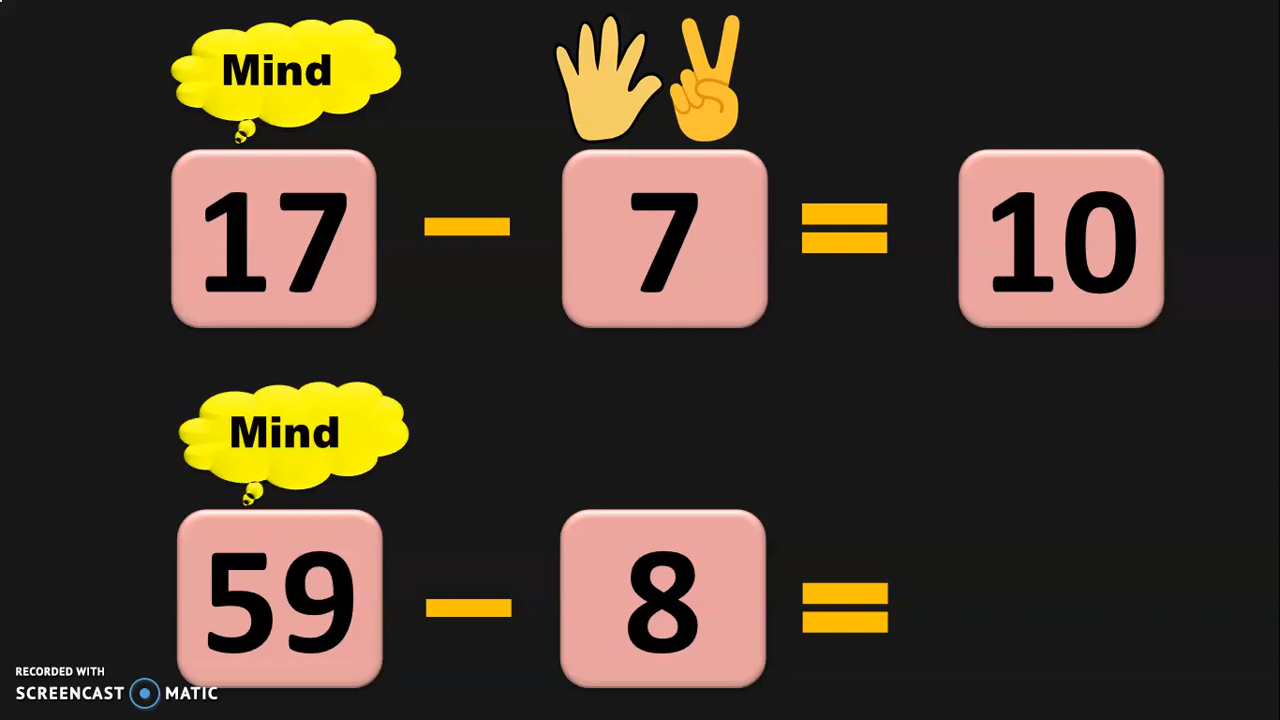 Mind
17 − 7 = 10
Mind
59 − 8 =
RECORDED WITH
SCREENCAST MATIC